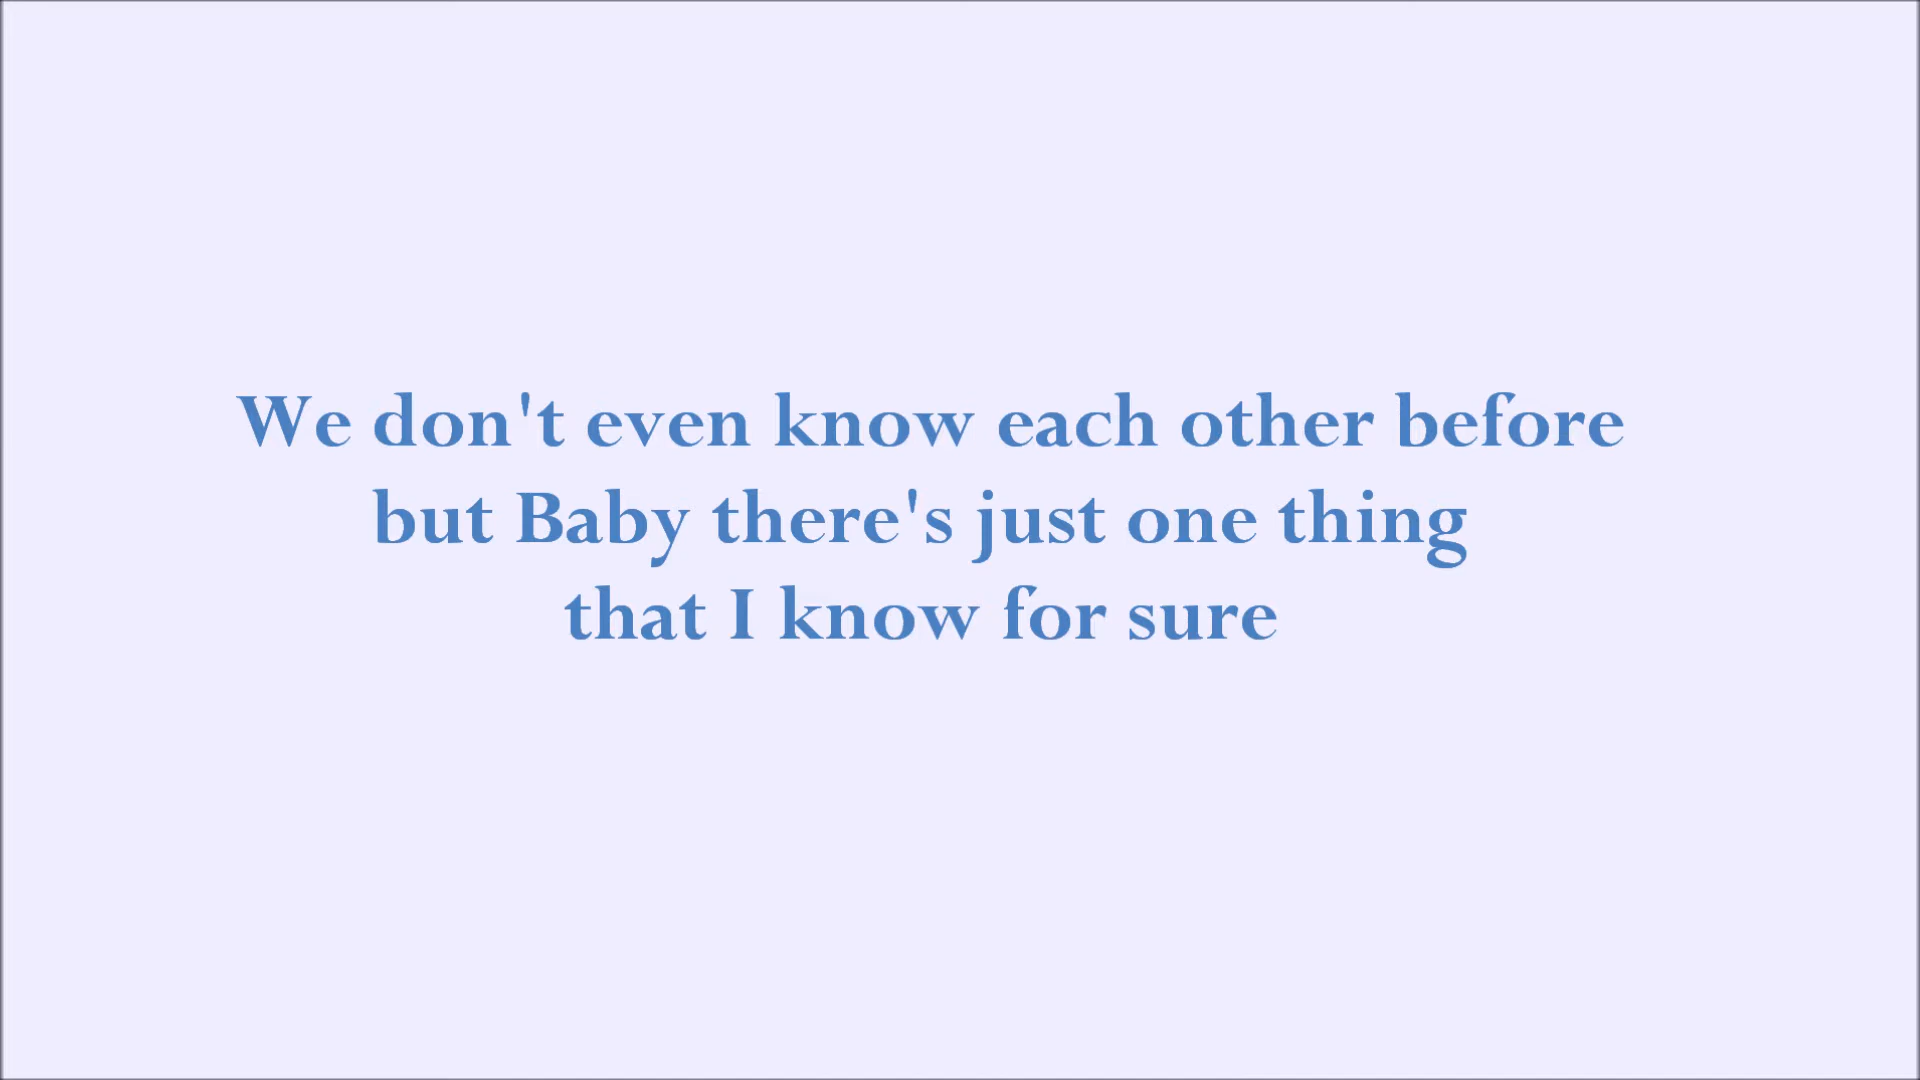 We don't even know each other before
but Baby there's just one thing
that I know for sure